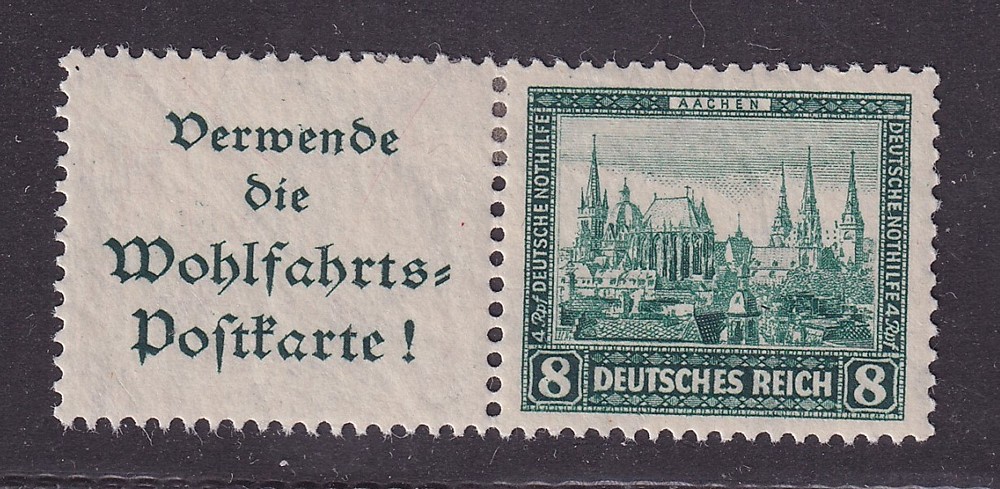 Verwende
die
Wohlfahrts-
Postkarte!
AACHEN
4 Rpf DEUTSCHE NOTHILFE
DEUTSCHE NOTHILFE 4 Rpf
8 DEUTSCHES REICH 8